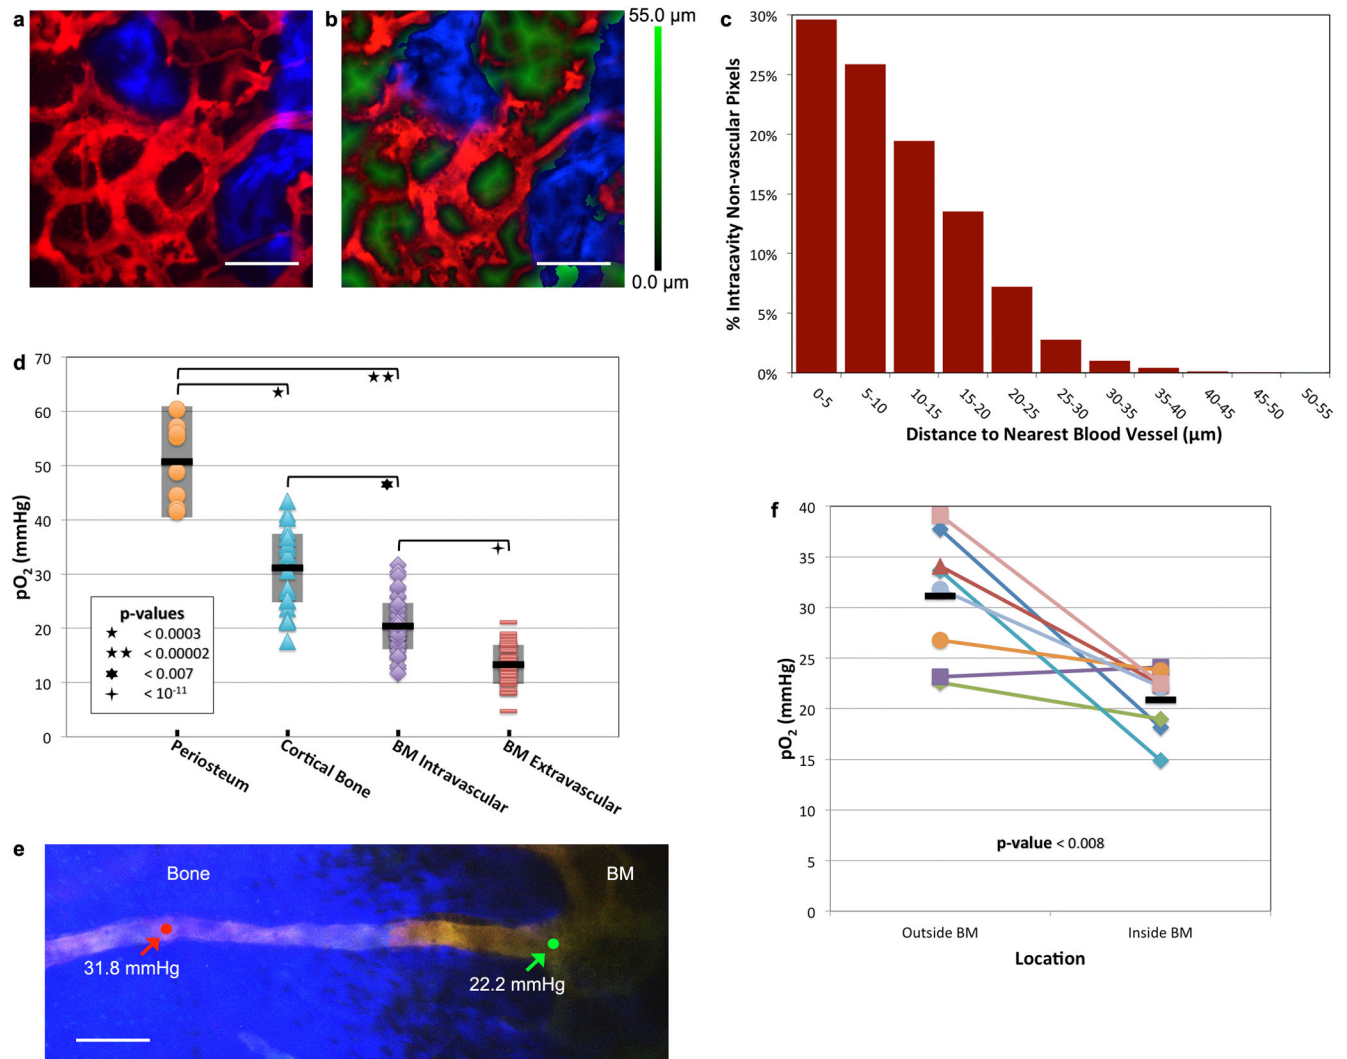 a
b
55.0 µm
0.0 µm
c
% Intracavity Non-vascular Pixels
30%
25%
20%
15%
10%
5%
0%
0-5
5-10
10-15
15-20
20-25
25-30
30-35
35-40
40-45
45-50
50-55
Distance to Nearest Blood Vessel (µm)
d
pO2 (mmHg)
70
60
50
40
30
20
10
0
★
★★
p-values
★ < 0.0003
★★ < 0.00002
✶ < 0.007
✦ < 10-11
Periosteum
Cortical Bone
BM Intravascular
BM Extravascular
e
Bone
BM
31.8 mmHg
22.2 mmHg
f
pO2 (mmHg)
40
35
30
25
20
15
10
5
0
p-value < 0.008
Outside BM
Inside BM
Location